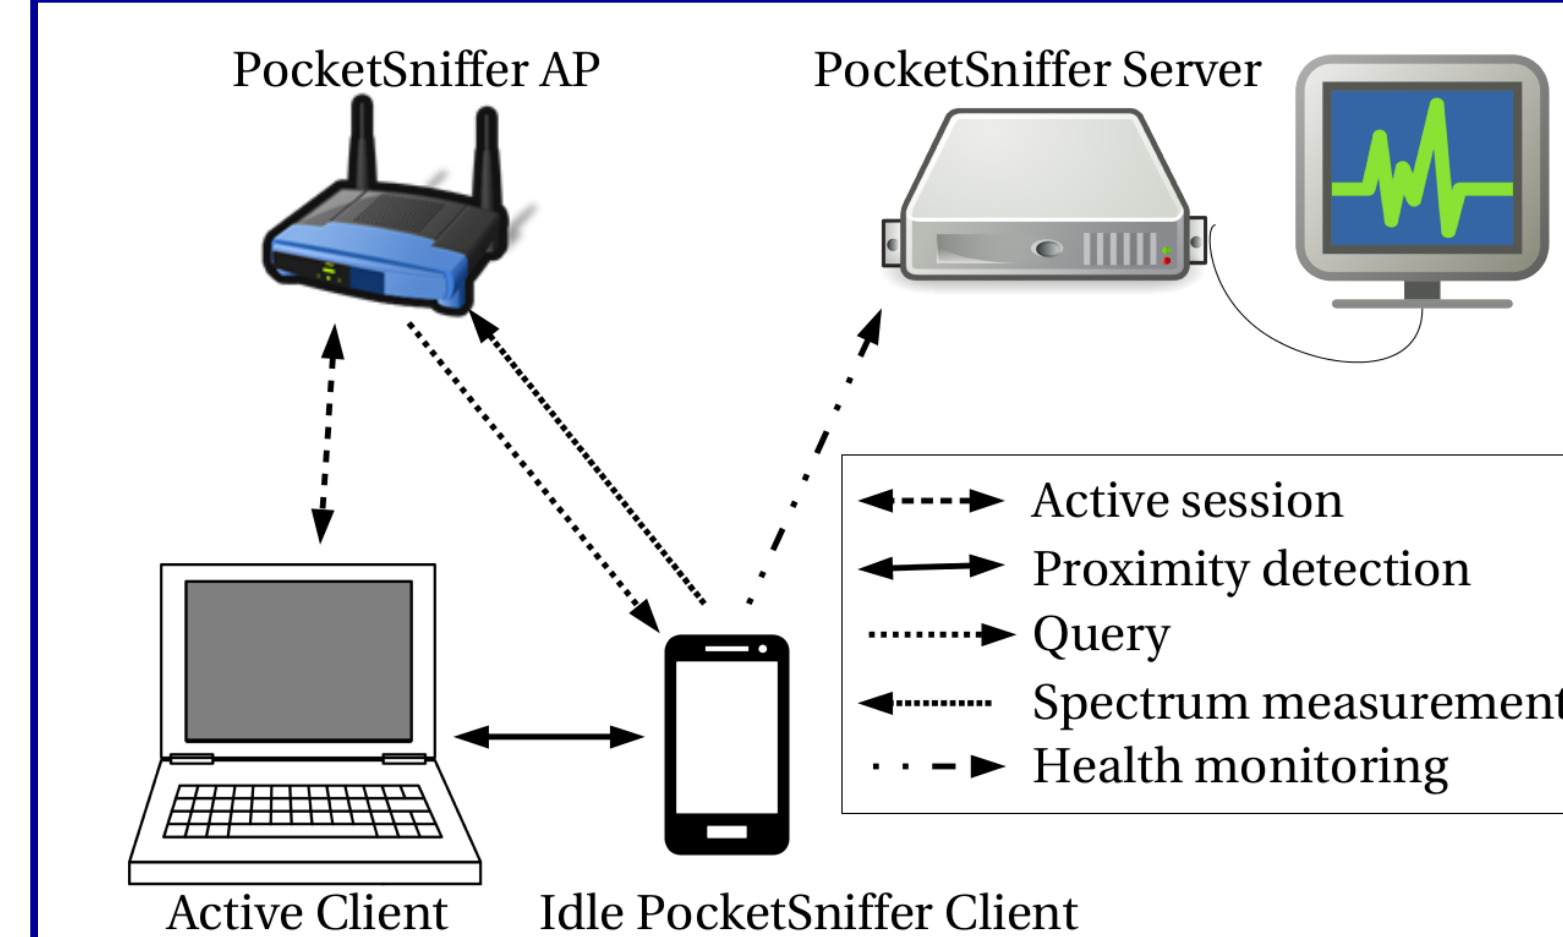 PocketSniffer AP
PocketSniffer Server
Active session
Proximity detection
Query
Spectrum measurement
Health monitoring
Active Client
Idle PocketSniffer Client